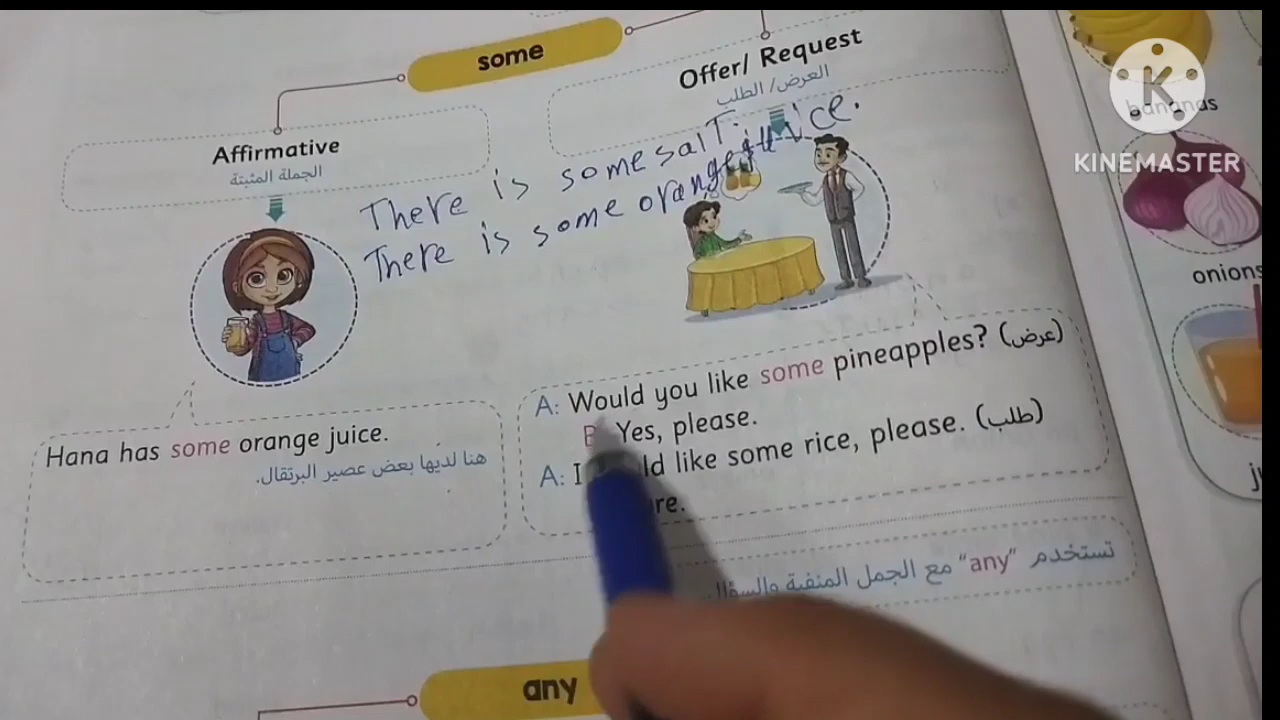 some
Offer/ Request
العرض/ الطلب
Affirmative
الجملة المثبتة
There is some salt.
There is some orange juice.
Hana has some orange juice.
هنا لديها بعض عصير البرتقال.
A: Would you like some pineapples? (عرض)
B: Yes, please.
A: I like some rice, please. (طلب)
تستخدم "any" مع الجمل المنفية والسؤال.
any
bananas
onions
KINEMASTER